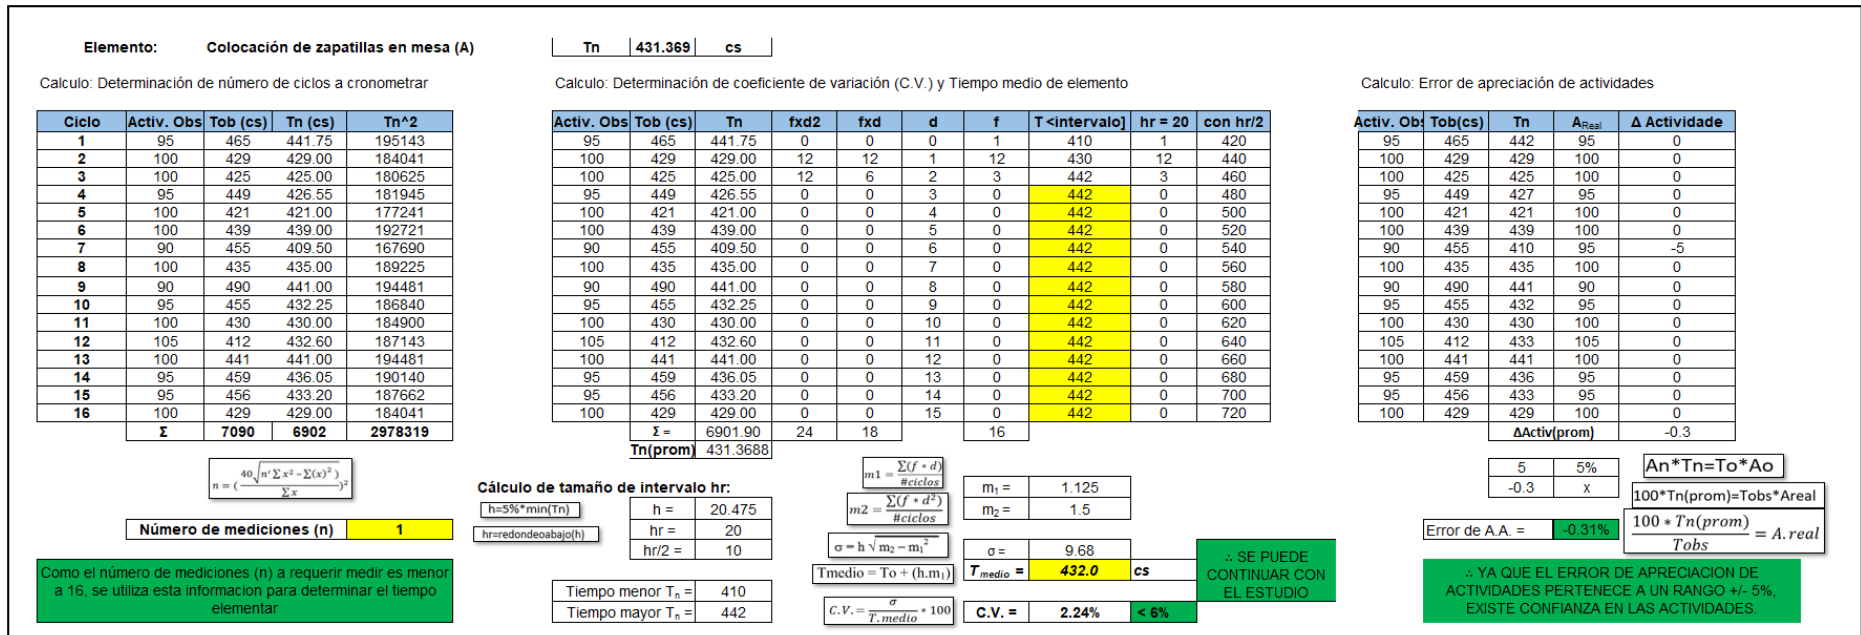 Elemento: Colocación de zapatillas en mesa (A) Tn 431.369 cs
Calculo: Determinación de número de ciclos a cronometrar
Ciclo Activ. Obs Tob (cs) Tn (cs) Tn^2
1 95 465 441.75 195143
2 100 429 429.00 184041
3 100 425 425.00 180625
4 95 449 426.55 181945
5 100 421 421.00 177241
6 100 439 439.00 192721
7 90 455 409.50 167690
8 100 435 435.00 189225
9 90 490 441.00 194481
10 95 455 432.25 186840
11 100 430 430.00 184900
12 105 412 432.60 187143
13 100 441 441.00 194481
14 95 459 436.05 190140
15 95 456 433.20 187662
16 100 429 429.00 184041
Σ 7090 6902 2978319
n = (40√(n' Σ x² − Σ(x)²) / Σ x)²
Número de mediciones (n) 1
Como el número de mediciones (n) a requerir medir es menor
a 16, se utiliza esta informacion para determinar el tiempo
elementar
Calculo: Determinación de coeficiente de variación (C.V.) y Tiempo medio de elemento
Activ. Obs Tob (cs) Tn fxd2 fxd d f T <intervalo] hr = 20 con hr/2
95 465 441.75 0 0 0 1 410 1 420
100 429 429.00 12 12 1 12 430 12 440
100 425 425.00 12 6 2 3 442 3 460
95 449 426.55 0 0 3 0 442 0 480
100 421 421.00 0 0 4 0 442 0 500
100 439 439.00 0 0 5 0 442 0 520
90 455 409.50 0 0 6 0 442 0 540
100 435 435.00 0 0 7 0 442 0 560
90 490 441.00 0 0 8 0 442 0 580
95 455 432.25 0 0 9 0 442 0 600
100 430 430.00 0 0 10 0 442 0 620
105 412 432.60 0 0 11 0 442 0 640
100 441 441.00 0 0 12 0 442 0 660
95 459 436.05 0 0 13 0 442 0 680
95 456 433.20 0 0 14 0 442 0 700
100 429 429.00 0 0 15 0 442 0 720
Σ = 6901.90 24 18 16
Tn(prom) 431.3688
Cálculo de tamaño de intervalo hr:
h=5%*min(Tn) h = 20.475
hr=redondeoabajo(h) hr = 20
hr/2 = 10
Tiempo menor Tₙ = 410
Tiempo mayor Tₙ = 442
m1 = Σ(f * d) / #ciclos
m2 = Σ(f * d²) / #ciclos
σ = h √(m₂ − m₁²)
Tmedio = To + (h.m₁)
C.V. = σ / T.medio * 100
m₁ = 1.125
m₂ = 1.5
σ = 9.68
Tmedio = 432.0 cs
C.V. = 2.24% < 6%
∴ SE PUEDE
CONTINUAR CON
EL ESTUDIO
Calculo: Error de apreciación de actividades
Activ. Obs Tob(cs) Tn AReal Δ Actividade
95 465 442 95 0
100 429 429 100 0
100 425 425 100 0
95 449 427 95 0
100 421 421 100 0
100 439 439 100 0
90 455 410 95 -5
100 435 435 100 0
90 490 441 90 0
95 455 432 95 0
100 430 430 100 0
105 412 433 105 0
100 441 441 100 0
95 459 436 95 0
95 456 433 95 0
100 429 429 100 0
ΔActiv(prom) -0.3
5 5%
-0.3 x
Error de A.A. = -0.31%
An*Tn=To*Ao
100*Tn(prom)=Tobs*Areal
100 * Tn(prom) / Tobs = A.real
∴ YA QUE EL ERROR DE APRECIACION DE
ACTIVIDADES PERTENECE A UN RANGO +/- 5%,
EXISTE CONFIANZA EN LAS ACTIVIDADES.